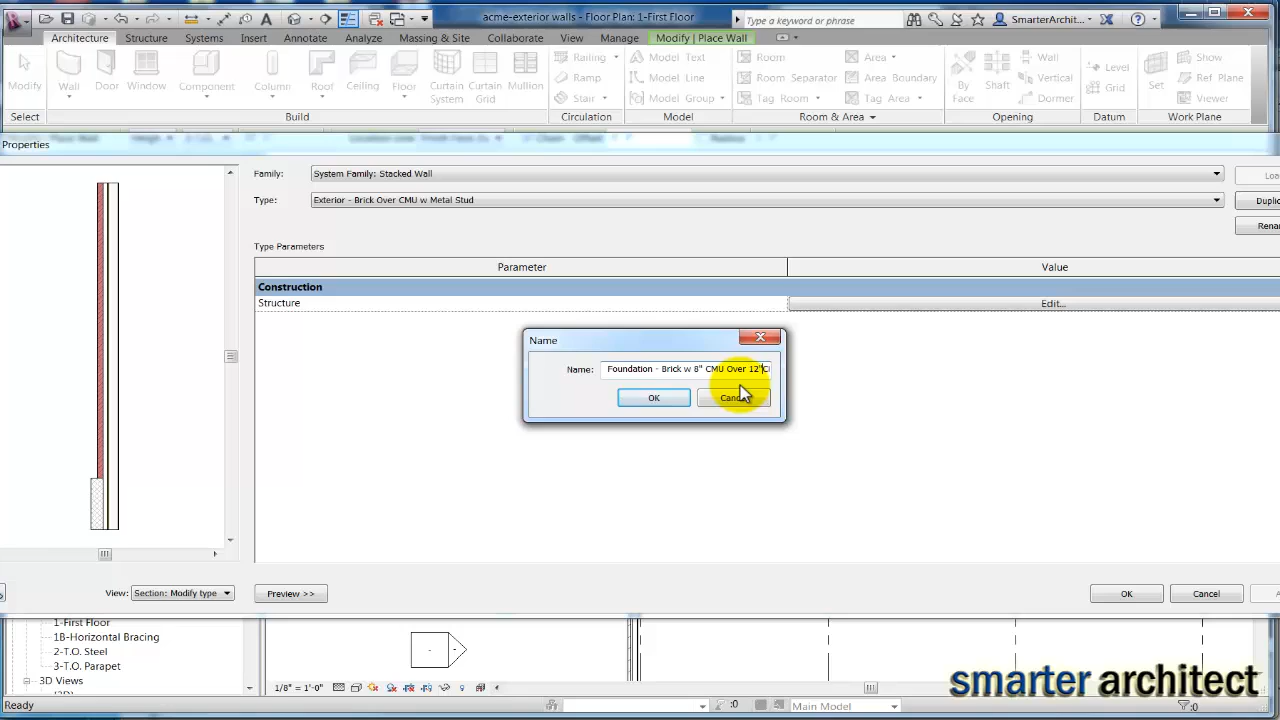 acme-exterior walls - Floor Plan: 1-First Floor
Type a keyword or phrase
SmarterArchit...
Architecture Structure Systems Insert Annotate Analyze Massing & Site Collaborate View Manage Modify | Place Wall
Modify Wall Door Window Component Column Roof Ceiling Floor Curtain System Curtain Grid Mullion
Railing Model Text Room Area Wall Level Show
Ramp Model Line Room Separator Area Boundary By Face Shaft Vertical Grid Set Ref Plane
Stair Model Group Tag Room Tag Area Dormer Viewer
Select Build Circulation Model Room & Area Opening Datum Work Plane
Properties
Family: System Family: Stacked Wall
Type: Exterior - Brick Over CMU w Metal Stud
Type Parameters
Parameter Value
Construction
Structure Edit...
Name
Name: Foundation - Brick w 8" CMU Over 12"
OK
View: Section: Modify type Preview >> OK Cancel
1-First Floor
1B-Horizontal Bracing
2-T.O. Steel
3-T.O. Parapet
3D Views
1/8" = 1'-0"
Ready :0 Main Model :0
smarter architect